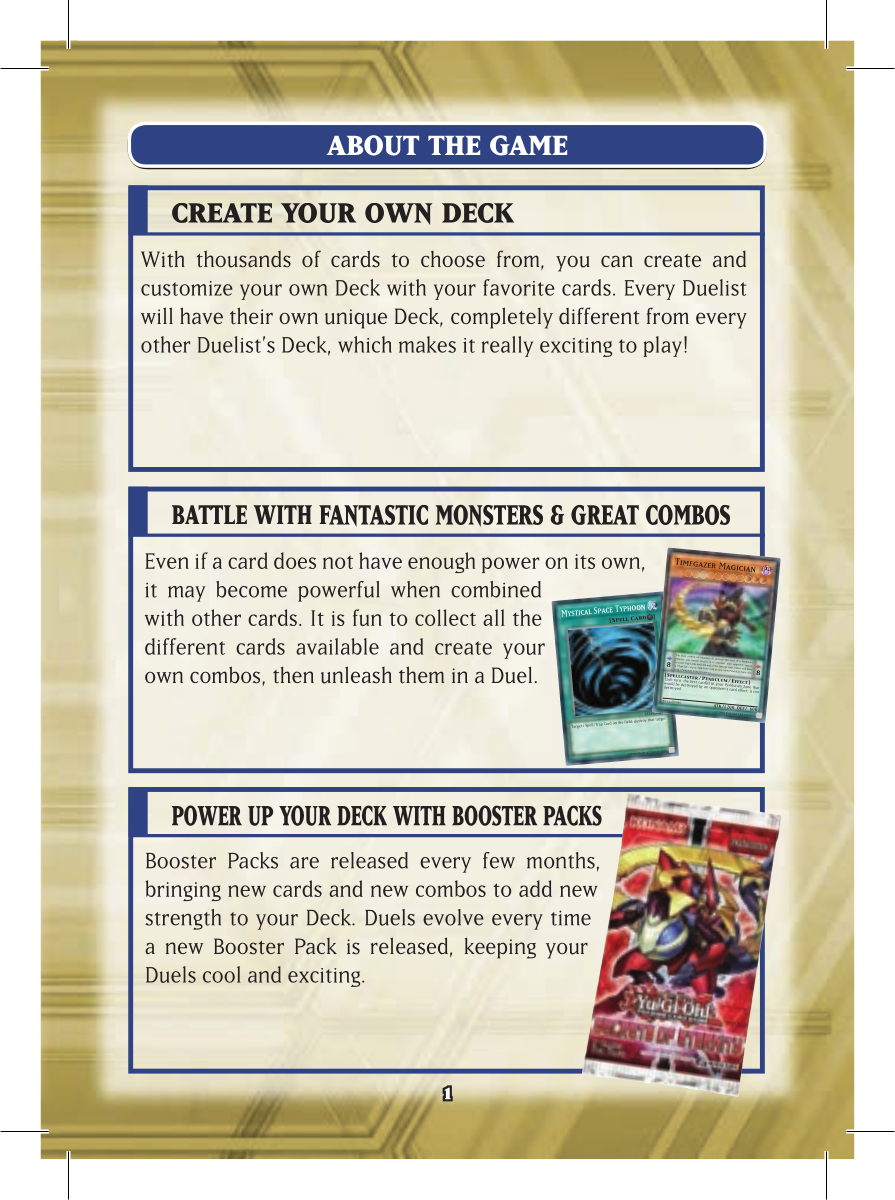 ABOUT THE GAME
CREATE YOUR OWN DECK
With thousands of cards to choose from, you can create and
customize your own Deck with your favorite cards. Every Duelist
will have their own unique Deck, completely different from every
other Duelist’s Deck, which makes it really exciting to play!
BATTLE WITH FANTASTIC MONSTERS & GREAT COMBOS
Even if a card does not have enough power on its own,
it may become powerful when combined
with other cards. It is fun to collect all the
different cards available and create your
own combos, then unleash them in a Duel.
Timegazer Magician
8
8
[Spellcaster / Pendulum / Effect]
Mystical Space Typhoon
[Spell Card]
POWER UP YOUR DECK WITH BOOSTER PACKS
Booster Packs are released every few months,
bringing new cards and new combos to add new
strength to your Deck. Duels evolve every time
a new Booster Pack is released, keeping your
Duels cool and exciting.
KONAMI
Yu-Gi-Oh!
1